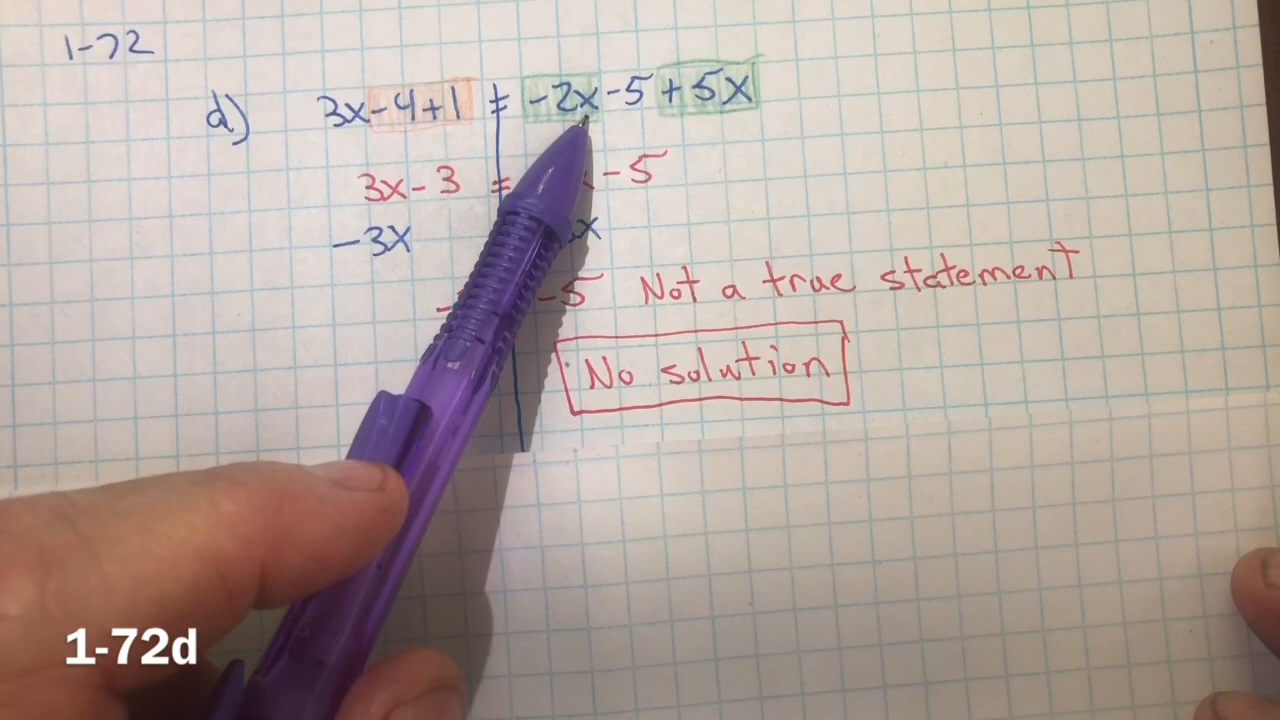 1-72
d) 3x-4+1 = -2x-5+5x
3x-3 = -5
-3x x
- -5 Not a true statement
No solution
1-72d